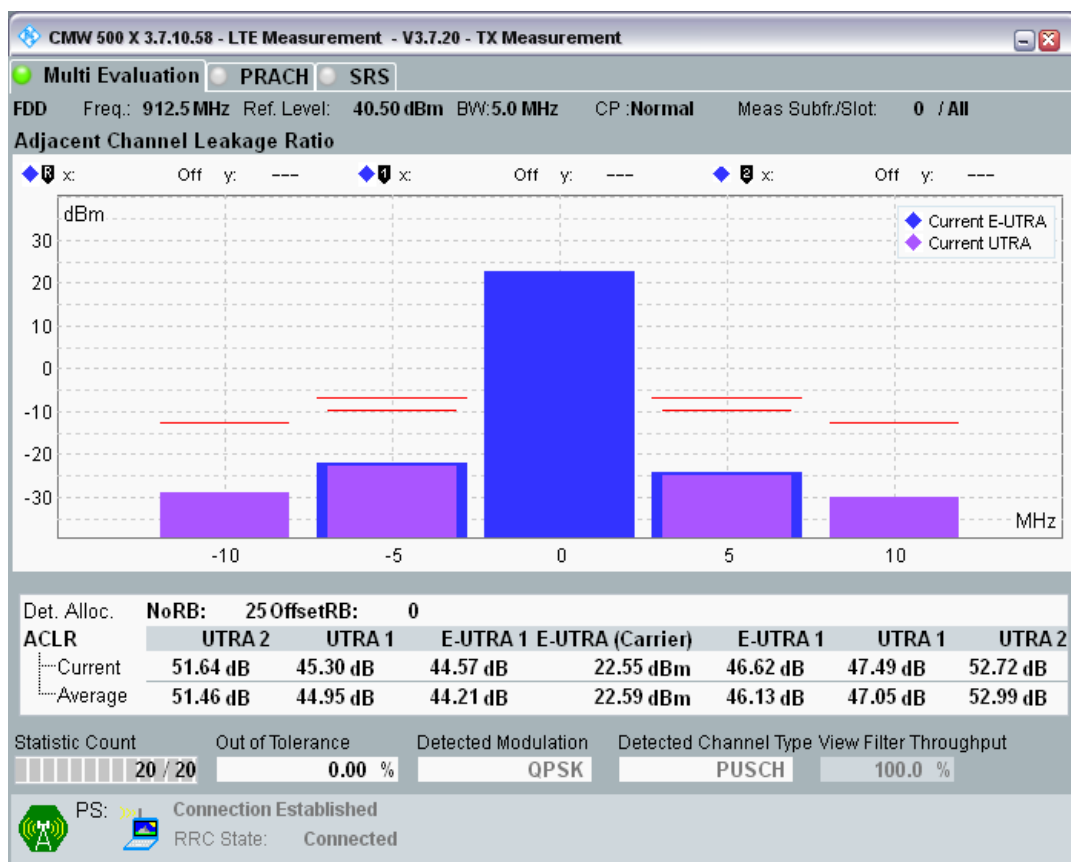 CMW 500 X 3.7.10.58 - LTE Measurement - V3.7.20 - TX Measurement
Multi Evaluation PRACH SRS
FDD Freq.: 912.5 MHz Ref. Level: 40.50 dBm BW:5.0 MHz CP :Normal Meas Subfr./Slot: 0 / All
Adjacent Channel Leakage Ratio
R x: Off y: --- 1 x: Off y: --- 2 x: Off y: ---
dBm
Current E-UTRA
Current UTRA
30
20
10
0
-10
-20
-30
MHz
-10 -5 0 5 10
Det. Alloc. NoRB: 25 OffsetRB: 0
ACLR UTRA 2 UTRA 1 E-UTRA 1 E-UTRA (Carrier) E-UTRA 1 UTRA 1 UTRA 2
Current 51.64 dB 45.30 dB 44.57 dB 22.55 dBm 46.62 dB 47.49 dB 52.72 dB
Average 51.46 dB 44.95 dB 44.21 dB 22.59 dBm 46.13 dB 47.05 dB 52.99 dB
Statistic Count Out of Tolerance Detected Modulation Detected Channel Type View Filter Throughput
20 / 20 0.00 % QPSK PUSCH 100.0 %
PS: Connection Established
RRC State: Connected